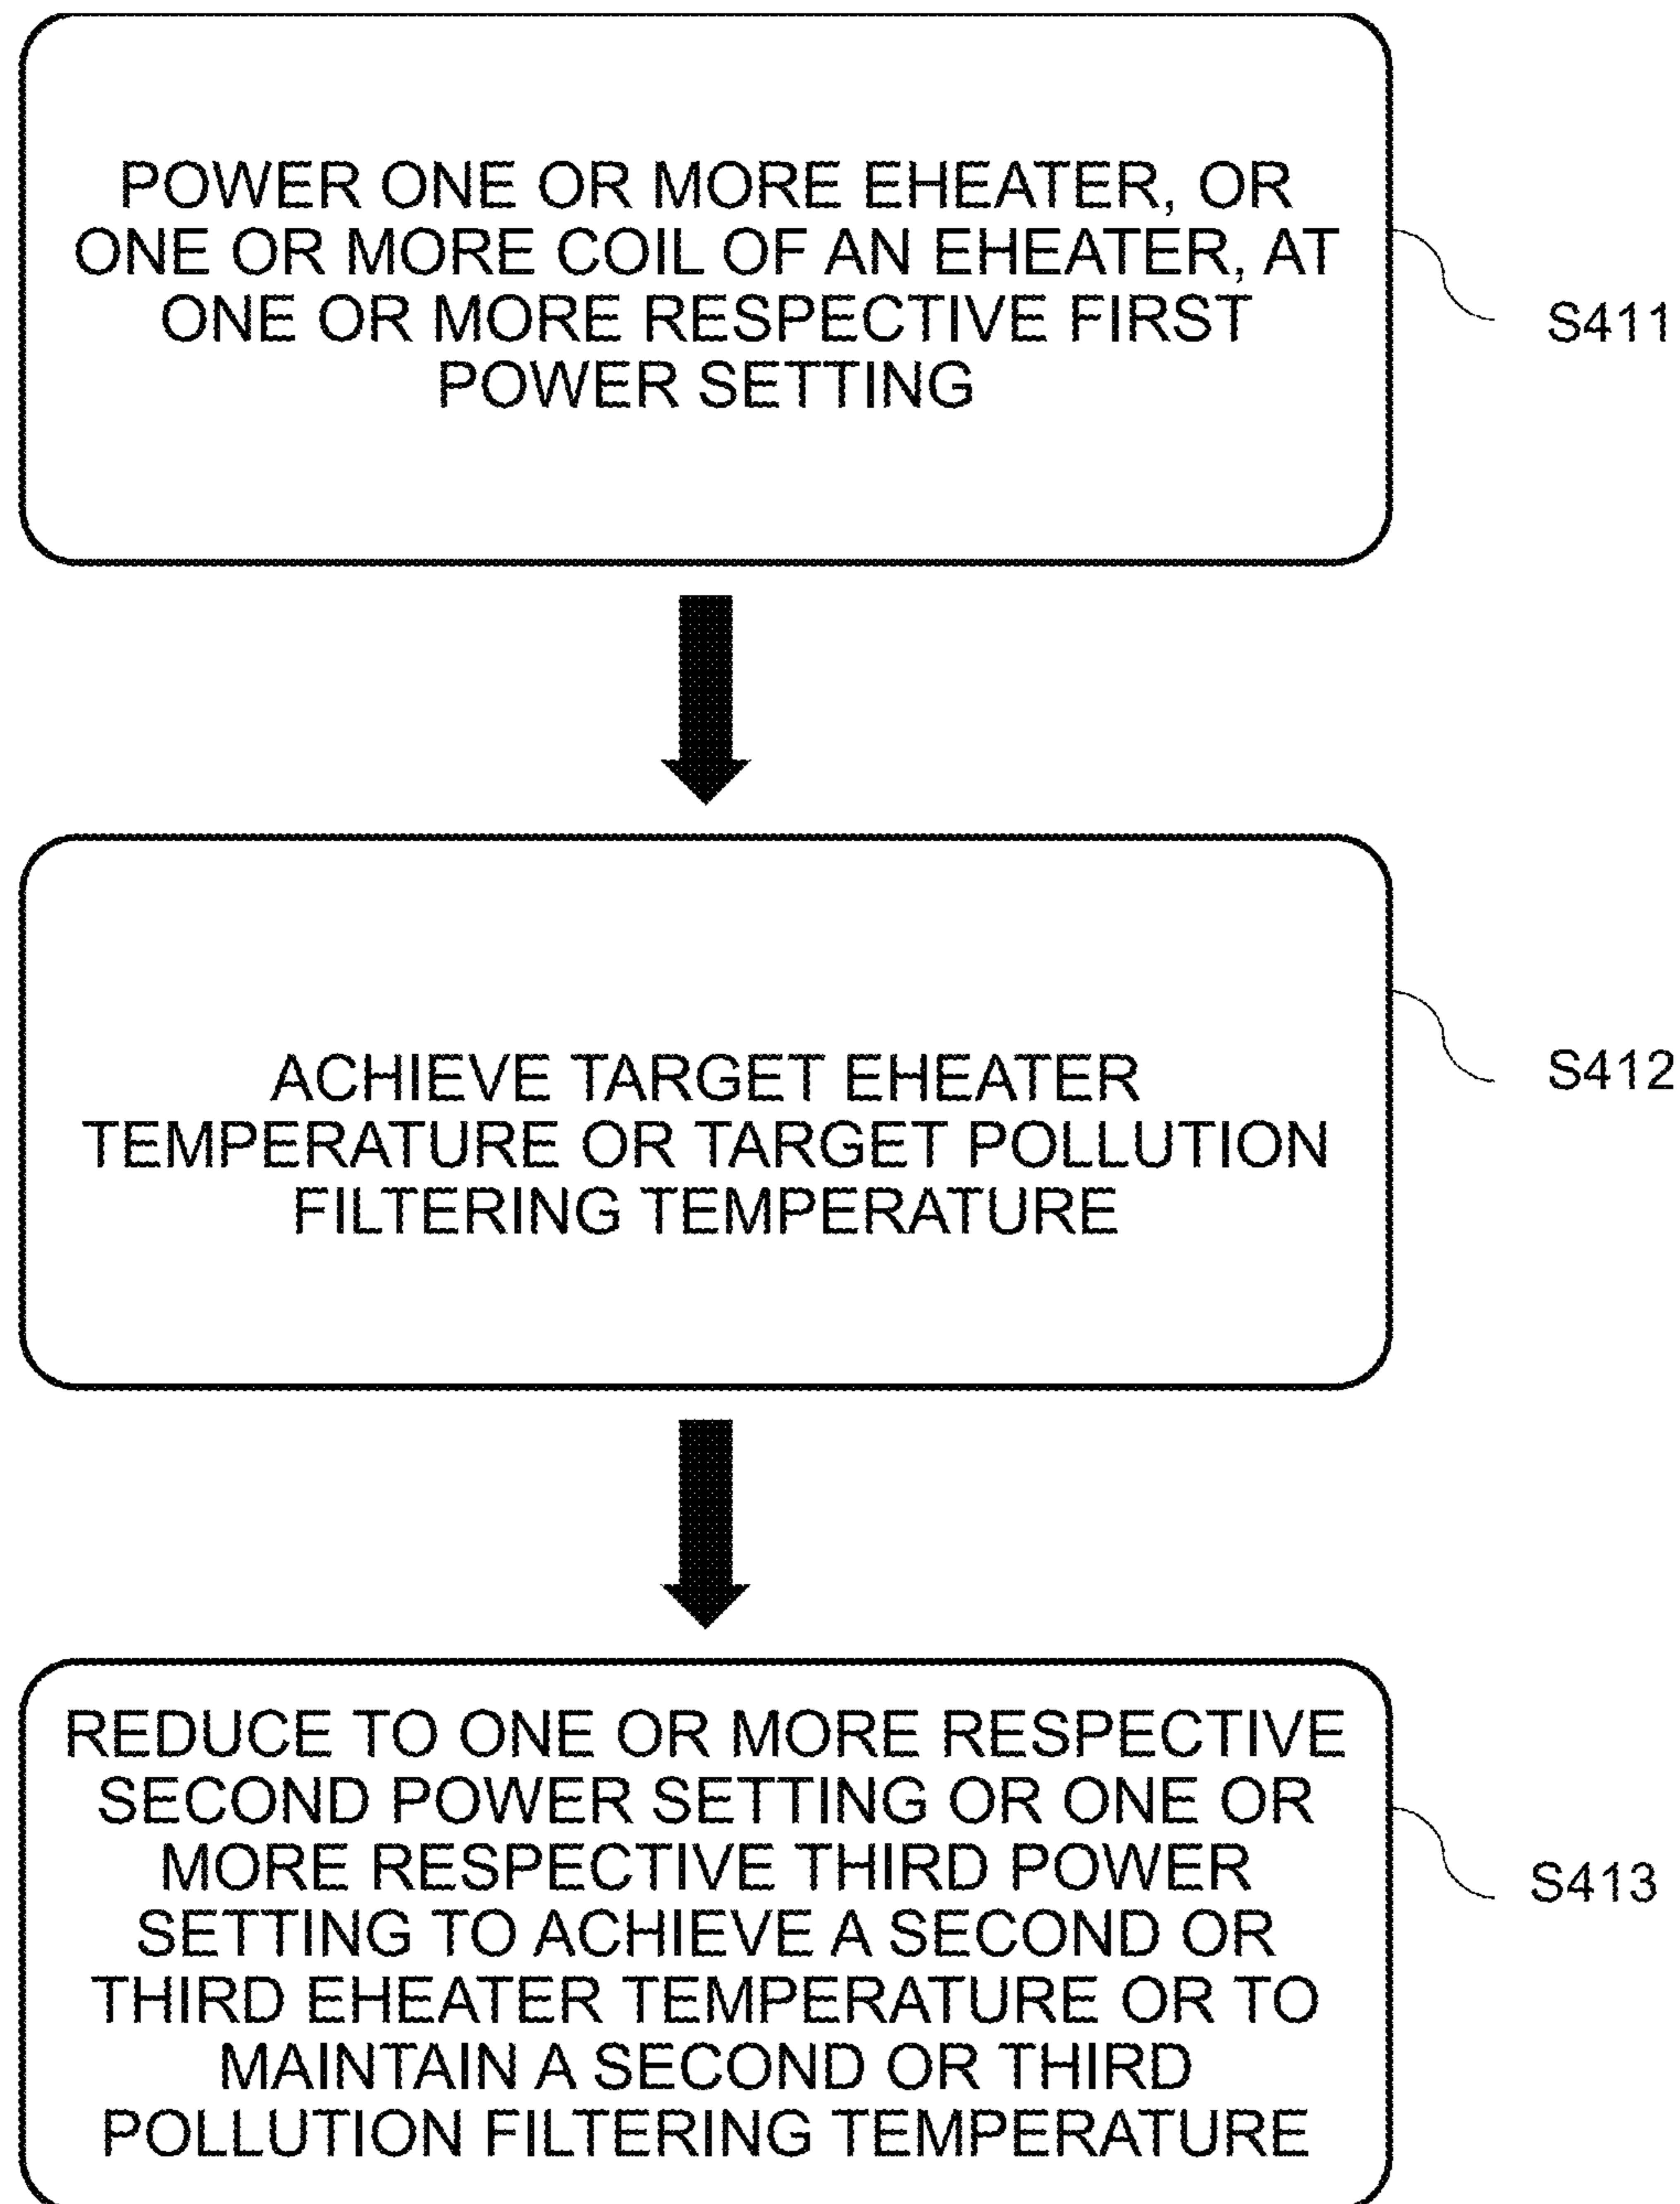 POWER ONE OR MORE EHEATER, OR
ONE OR MORE COIL OF AN EHEATER, AT
ONE OR MORE RESPECTIVE FIRST
POWER SETTING
S411
ACHIEVE TARGET EHEATER
TEMPERATURE OR TARGET POLLUTION
FILTERING TEMPERATURE
S412
REDUCE TO ONE OR MORE RESPECTIVE
SECOND POWER SETTING OR ONE OR
MORE RESPECTIVE THIRD POWER
SETTING TO ACHIEVE A SECOND OR
THIRD EHEATER TEMPERATURE OR TO
MAINTAIN A SECOND OR THIRD
POLLUTION FILTERING TEMPERATURE
S413